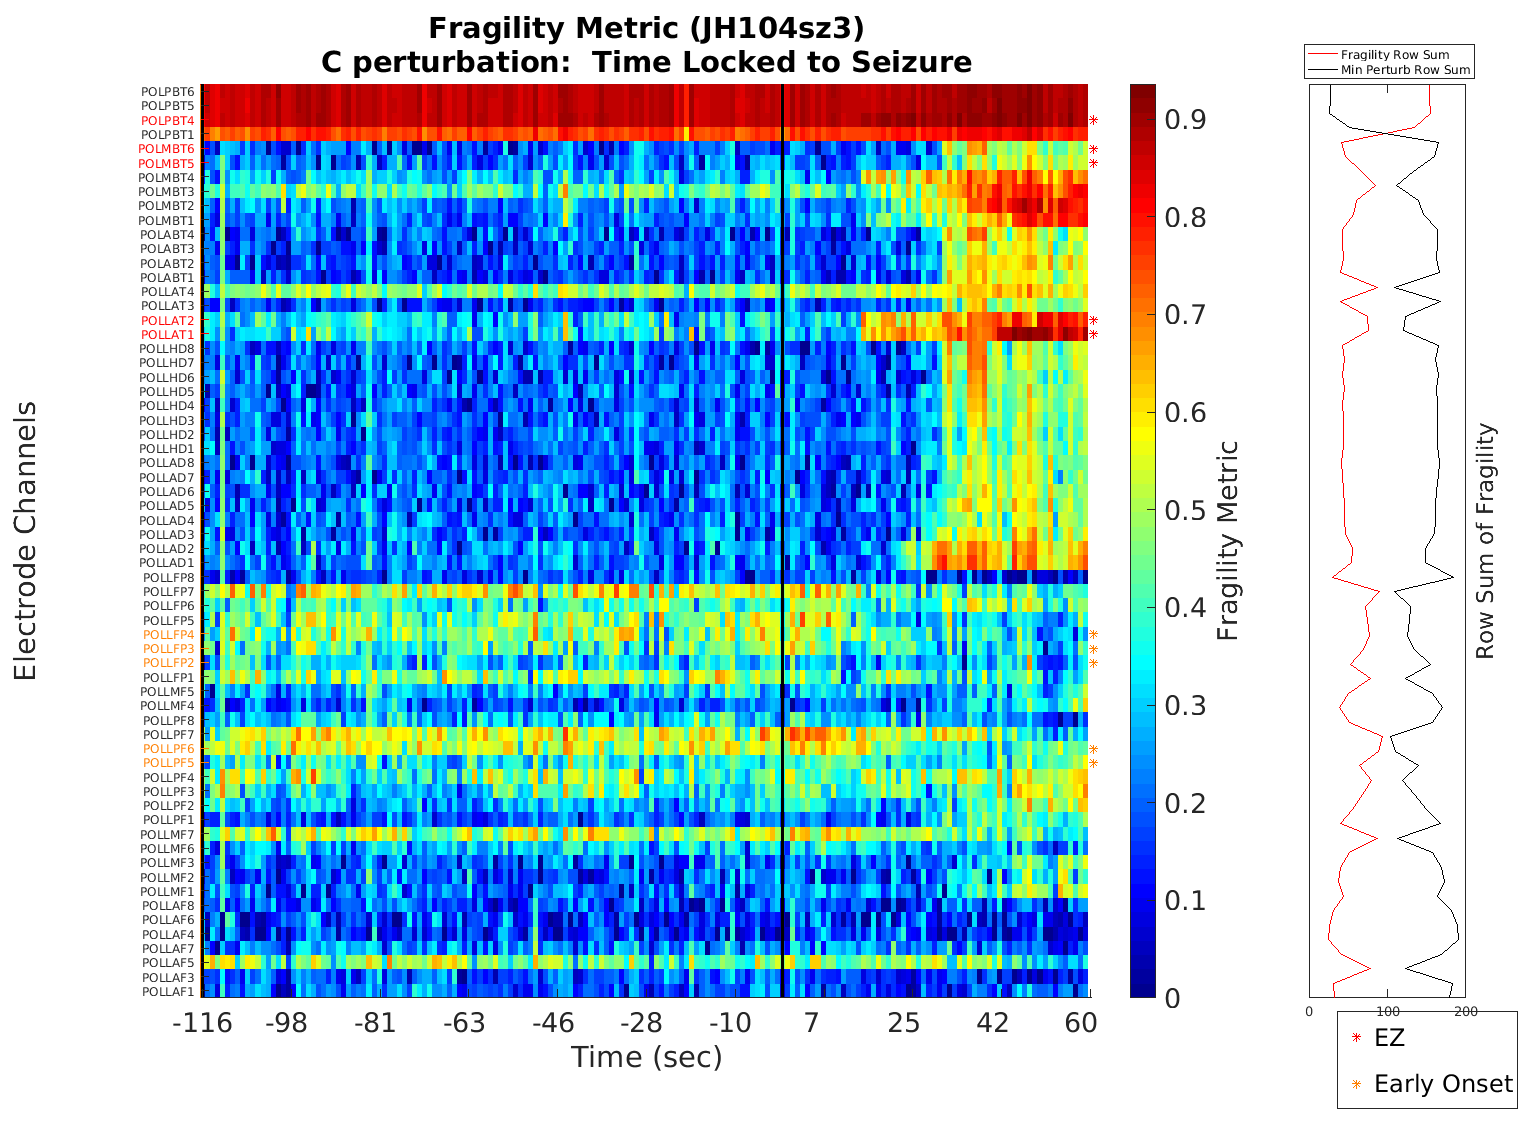 Fragility Metric (JH104sz3)
C perturbation:  Time Locked to Seizure
Fragility Row Sum
Min Perturb Row Sum
Electrode Channels
POLPBT6
POLPBT5
POLPBT4
POLPBT1
POLMBT6
POLMBT5
POLMBT4
POLMBT3
POLMBT2
POLMBT1
POLABT4
POLABT3
POLABT2
POLABT1
POLLAT4
POLLAT3
POLLAT2
POLLAT1
POLLHD8
POLLHD7
POLLHD6
POLLHD5
POLLHD4
POLLHD3
POLLHD2
POLLHD1
POLLAD8
POLLAD7
POLLAD6
POLLAD5
POLLAD4
POLLAD3
POLLAD2
POLLAD1
POLLFP8
POLLFP7
POLLFP6
POLLFP5
POLLFP4
POLLFP3
POLLFP2
POLLFP1
POLLMF5
POLLMF4
POLLPF8
POLLPF7
POLLPF6
POLLPF5
POLLPF4
POLLPF3
POLLPF2
POLLPF1
POLLMF7
POLLMF6
POLLMF3
POLLMF2
POLLMF1
POLLAF8
POLLAF6
POLLAF4
POLLAF7
POLLAF5
POLLAF3
POLLAF1
-116 -98 -81 -63 -46 -28 -10 7 25 42 60
Time (sec)
0.9
0.8
0.7
0.6
0.5
0.4
0.3
0.2
0.1
0
Fragility Metric
Row Sum of Fragility
0 100 200
EZ
Early Onset